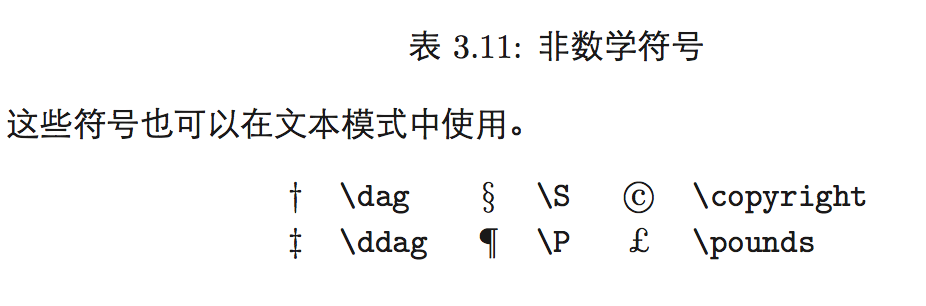 表 3.11: 非数学符号
这些符号也可以在文本模式中使用。
† \dag § \S © \copyright
‡ \ddag ¶ \P £ \pounds